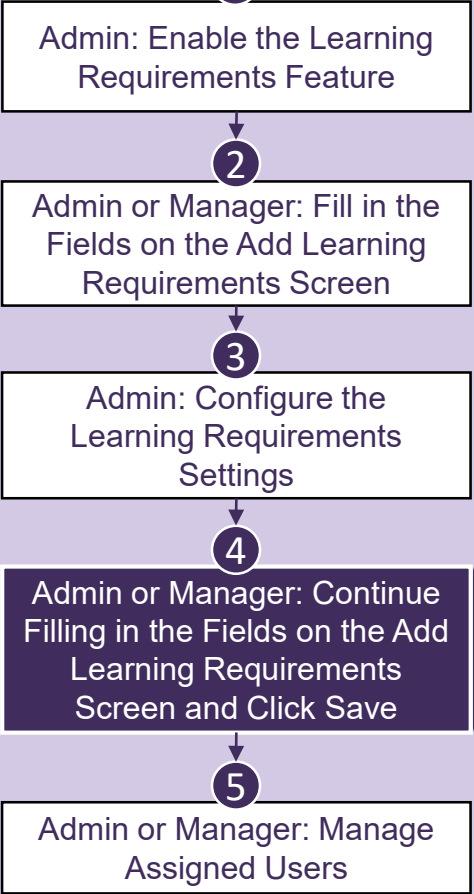 Admin: Enable the Learning
Requirements Feature
2
Admin or Manager: Fill in the
Fields on the Add Learning
Requirements Screen
3
Admin: Configure the
Learning Requirements
Settings
4
Admin or Manager: Continue
Filling in the Fields on the Add
Learning Requirements
Screen and Click Save
5
Admin or Manager: Manage
Assigned Users